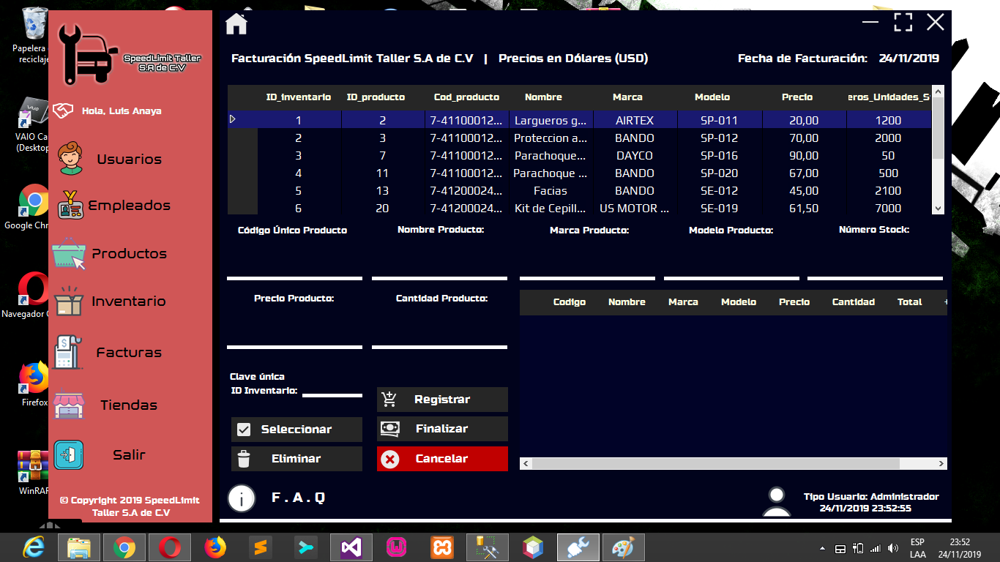 Papelera
reciclaje
VAIO Ca
(Desktop
Google Chr
Navegador
Firefox
WinRAR
SpeedLimit Taller
S.A de C.V
Hola, Luis Anaya
Usuarios
Empleados
Productos
Inventario
Facturas
Tiendas
Salir
© Copyright 2019 SpeedLimit
Taller S.A de C.V
Facturación SpeedLimit Taller S.A de C.V | Precios en Dólares (USD) Fecha de Facturación: 24/11/2019
ID_inventario ID_producto Cod_producto Nombre Marca Modelo Precio eros_Unidades_S
1 2 7-41100012... Largueros g... AIRTEX SP-011 20,00 1200
2 3 7-41100012... Proteccion a... BANDO SP-012 70,00 2000
3 7 7-41100012... Parachoque... DAYCO SP-016 90,00 50
4 11 7-41100012... Parachoque ... BANDO SP-020 67,00 500
5 13 7-41200024... Facias BANDO SE-012 45,00 2100
6 20 7-41200024... Kit de Cepill... US MOTOR ... SE-019 61,50 7000
Código Único Producto Nombre Producto: Marca Producto: Modelo Producto: Número Stock:
Precio Producto: Cantidad Producto:
Codigo Nombre Marca Modelo Precio Cantidad Total
Clave única
ID Inventario:
Registrar
Seleccionar
Finalizar
Eliminar
Cancelar
F . A . Q
Tipo Usuario: Administrador
24/11/2019 23:52:55
ESP
LAA
23:52
24/11/2019